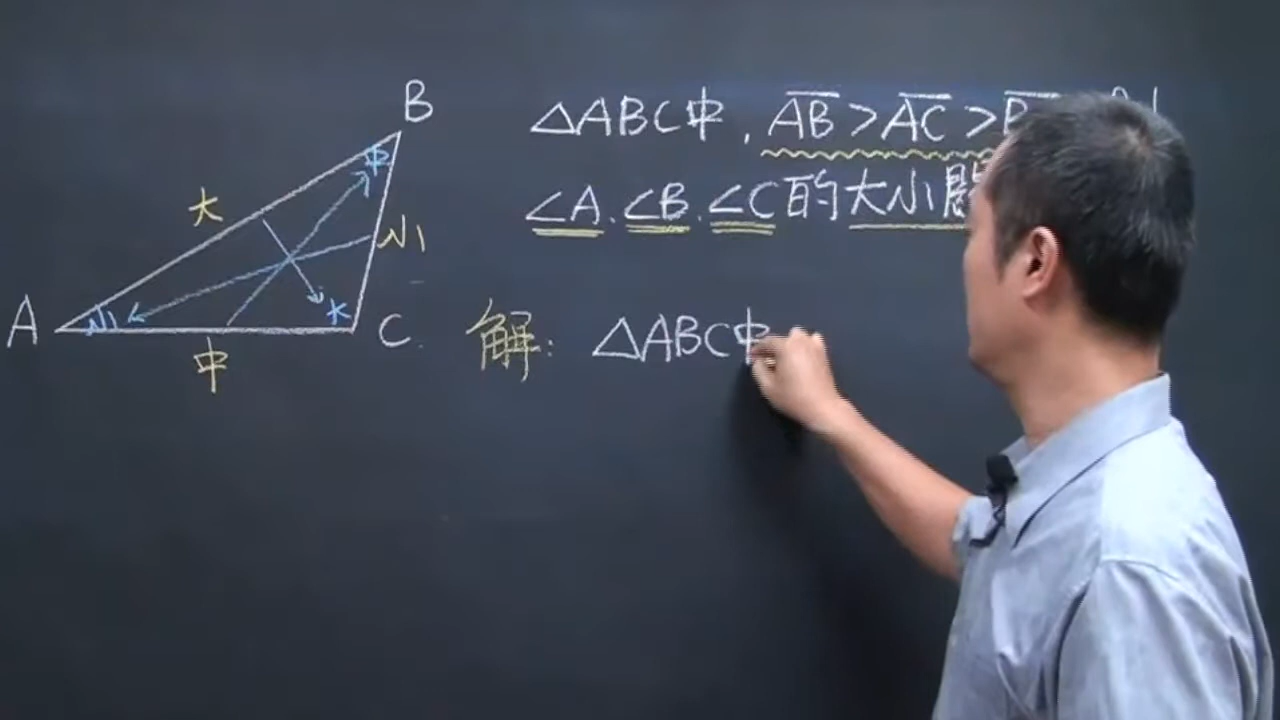 B
中
大
小
A
小
大
C
中
△ABC中,AB>AC>
∠A.∠B.∠C的大小關
解:△ABC中